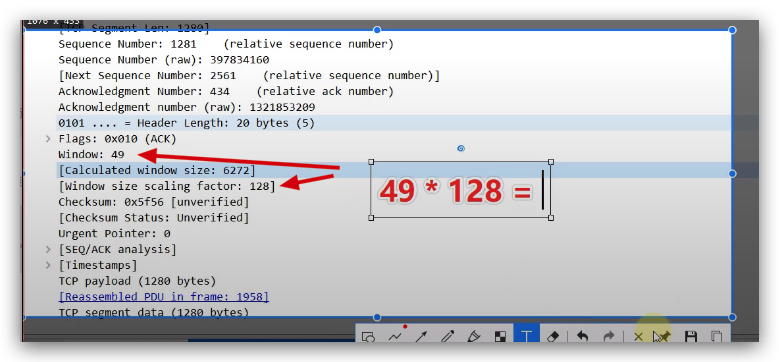 1070 x 433
[TCP Segment Len: 1280]
Sequence Number: 1281    (relative sequence number)
Sequence Number (raw): 397834160
[Next Sequence Number: 2561    (relative sequence number)]
Acknowledgment Number: 434    (relative ack number)
Acknowledgment number (raw): 1321853209
0101 .... = Header Length: 20 bytes (5)
Flags: 0x010 (ACK)
Window: 49
[Calculated window size: 6272]
[Window size scaling factor: 128]
49 * 128 =
Checksum: 0x5f56 [unverified]
[Checksum Status: Unverified]
Urgent Pointer: 0
[SEQ/ACK analysis]
[Timestamps]
TCP payload (1280 bytes)
[Reassembled PDU in frame: 1958]
TCP segment data (1280 bytes)